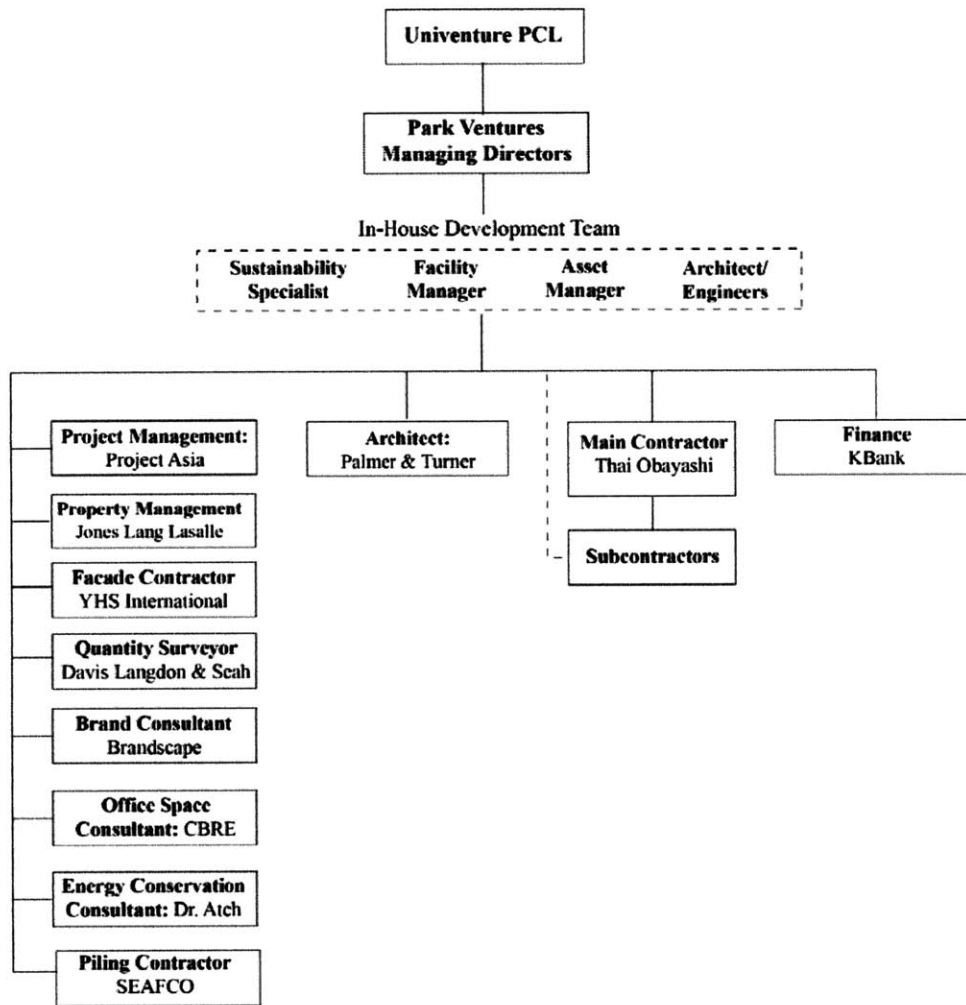 Univenture PCL
Park Ventures
Managing Directors
In-House Development Team
Sustainability
Specialist
Facility
Manager
Asset
Manager
Architect/
Engineers
Project Management:
Project Asia
Property Management
Jones Lang Lasalle
Facade Contractor
YHS International
Quantity Surveyor
Davis Langdon & Seah
Brand Consultant
Brandscape
Office Space
Consultant: CBRE
Energy Conservation
Consultant: Dr. Atch
Piling Contractor
SEAFCO
Architect:
Palmer & Turner
Main Contractor
Thai Obayashi
Subcontractors
Finance
KBank